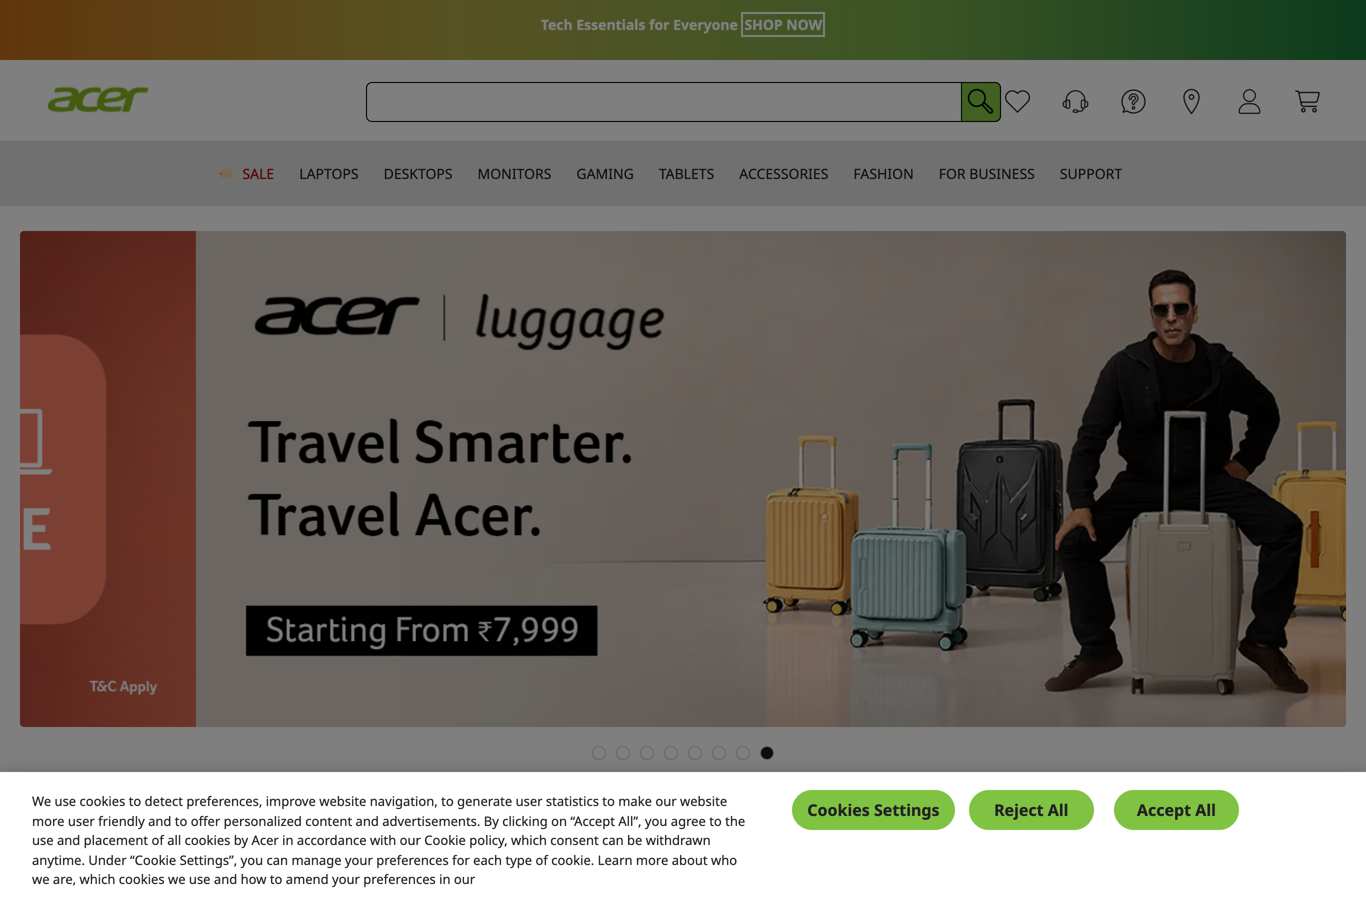 Tech Essentials for Everyone SHOP NOW
acer
SALE LAPTOPS DESKTOPS MONITORS GAMING TABLETS ACCESSORIES FASHION FOR BUSINESS SUPPORT
acer | luggage
Travel Smarter.
Travel Acer.
Starting From ₹7,999
E
T&C Apply
We use cookies to detect preferences, improve website navigation, to generate user statistics to make our website
more user friendly and to offer personalized content and advertisements. By clicking on “Accept All”, you agree to the
use and placement of all cookies by Acer in accordance with our Cookie policy, which consent can be withdrawn
anytime. Under “Cookie Settings”, you can manage your preferences for each type of cookie. Learn more about who
we are, which cookies we use and how to amend your preferences in our
Cookies Settings
Reject All
Accept All